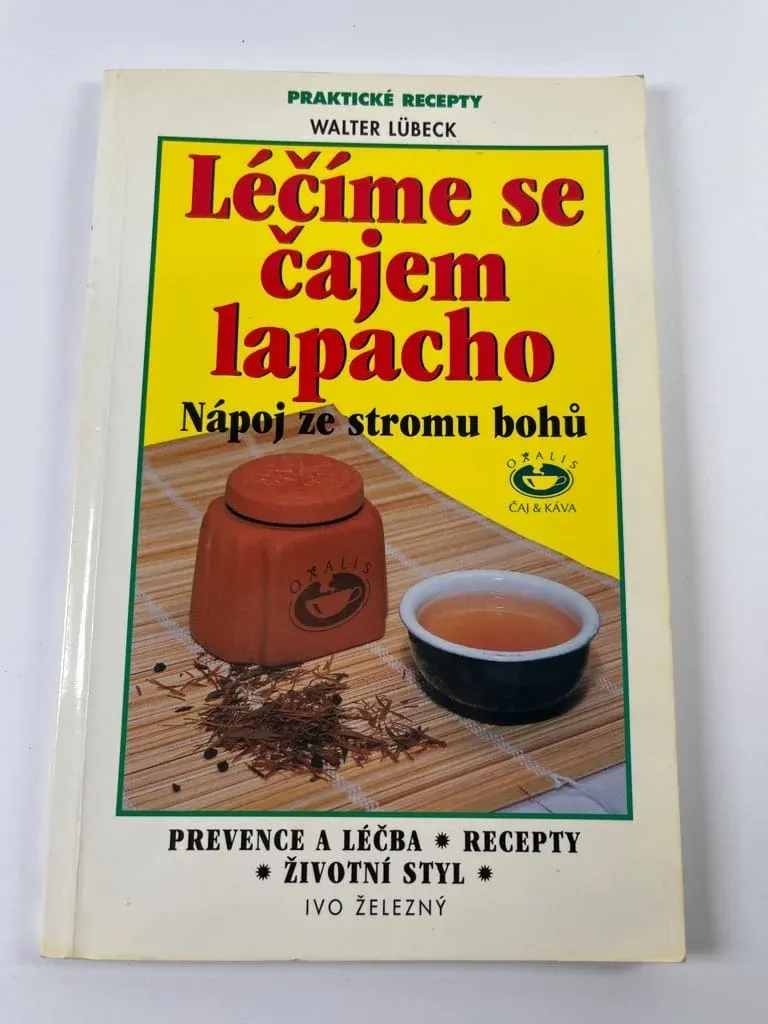 PRAKTICKÉ RECEPTY
WALTER LÜBECK
Léčíme se
čajem
lapacho
Nápoj ze stromu bohů
OXALIS
ČAJ & KÁVA
OXALIS
PREVENCE A LÉČBA * RECEPTY
* ŽIVOTNÍ STYL *
IVO ŽELEZNÝ